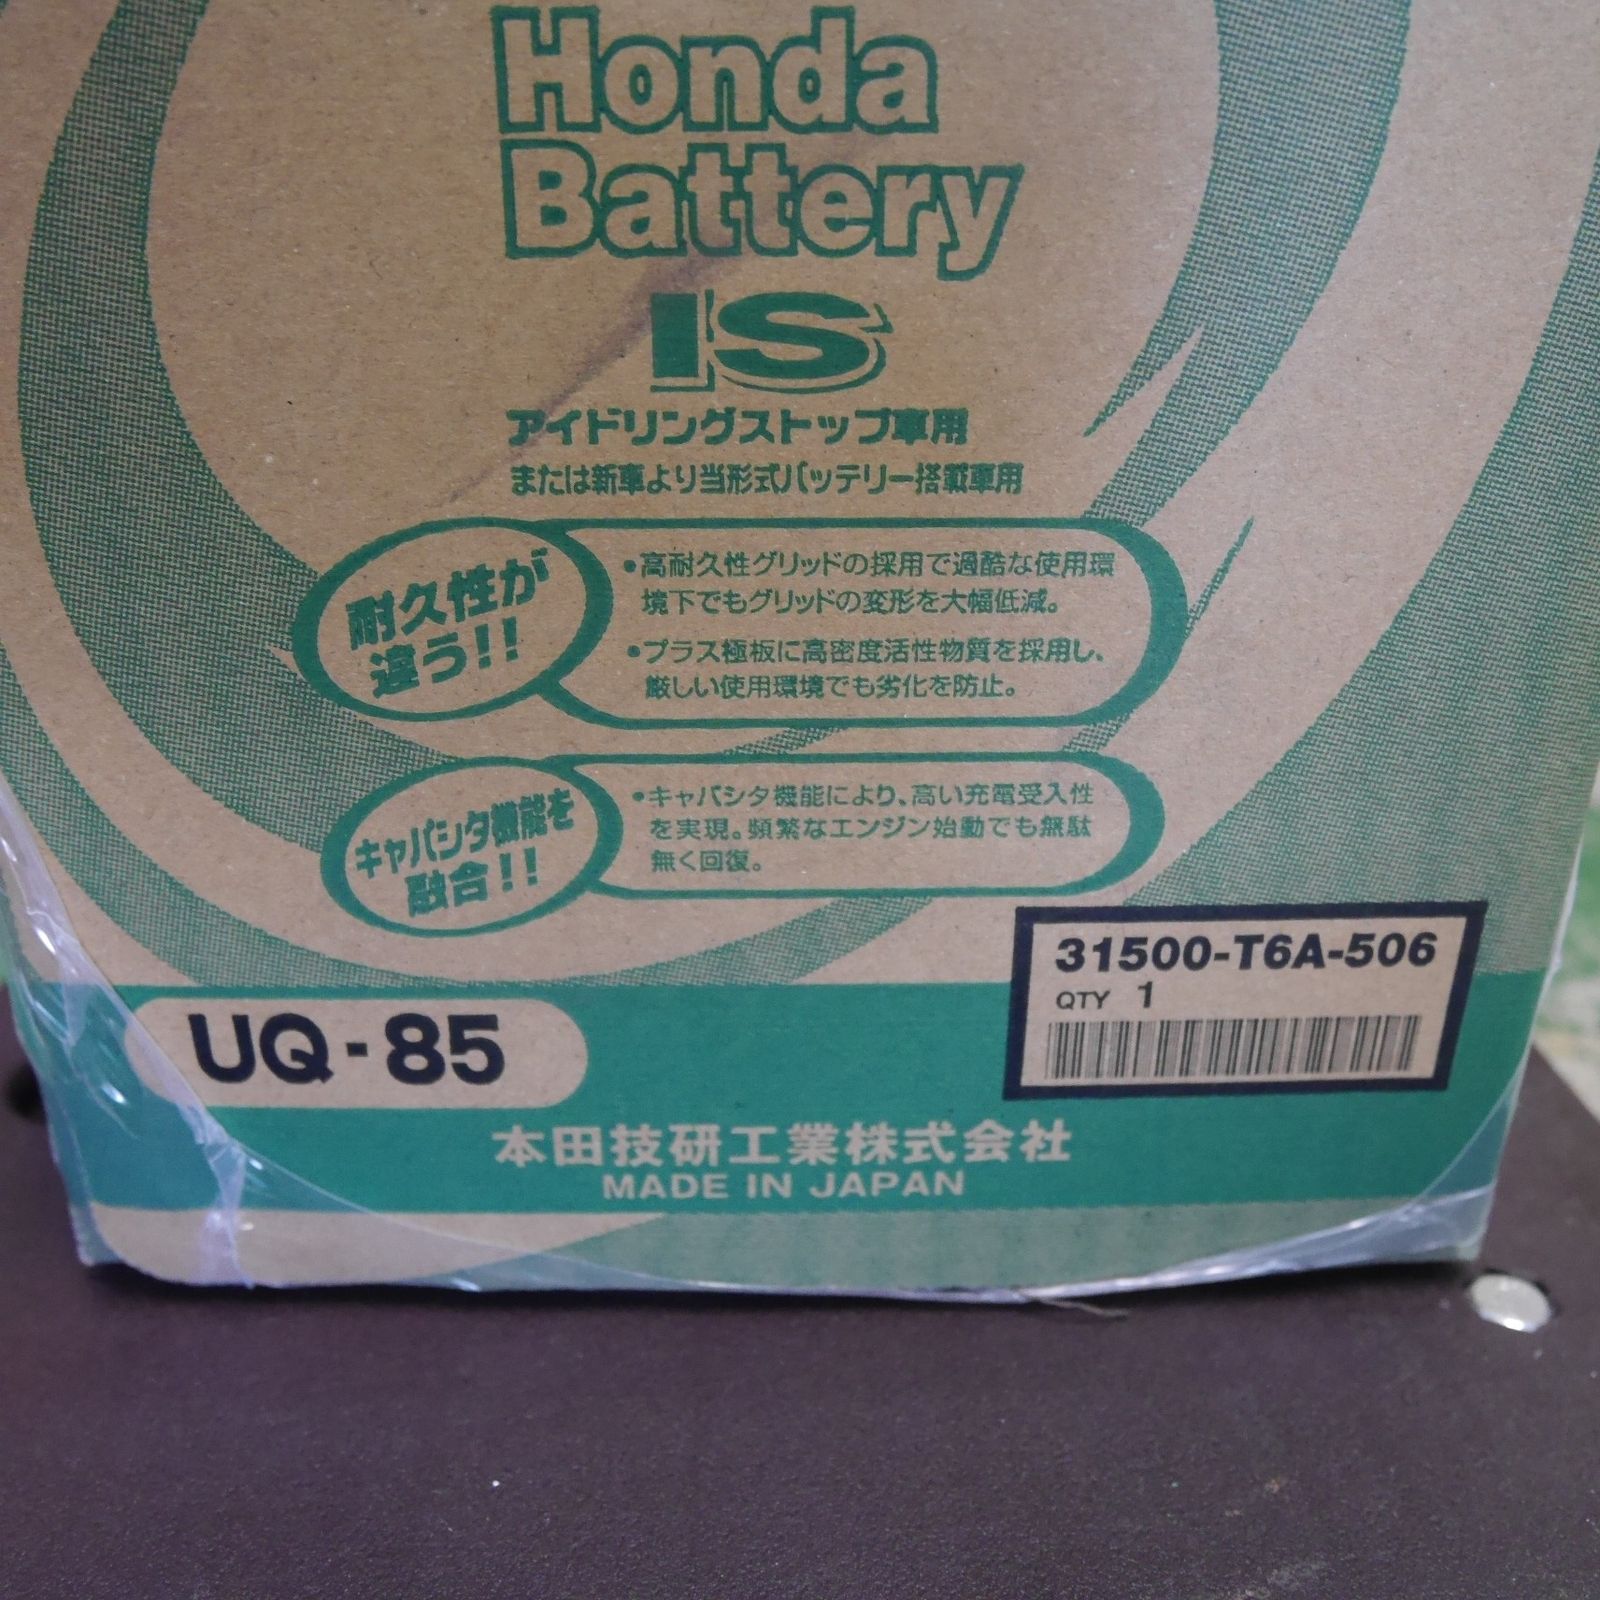 Honda
Battery
IS
アイドリングストップ車用
または新車より当形式バッテリー搭載車用
耐久性が
違う!!
•高耐久性グリッドの採用で過酷な使用環
境下でもグリッドの変形を大幅低減。
•プラス極板に高密度活性物質を採用し、
厳しい使用環境でも劣化を防止。
キャパシタ機能を
融合!!
•キャパシタ機能により、高い充電受入性
を実現。頻繁なエンジン始動でも無駄
無く回復。
31500-T6A-506
QTY 1
UQ-85
本田技研工業株式会社
MADE IN JAPAN